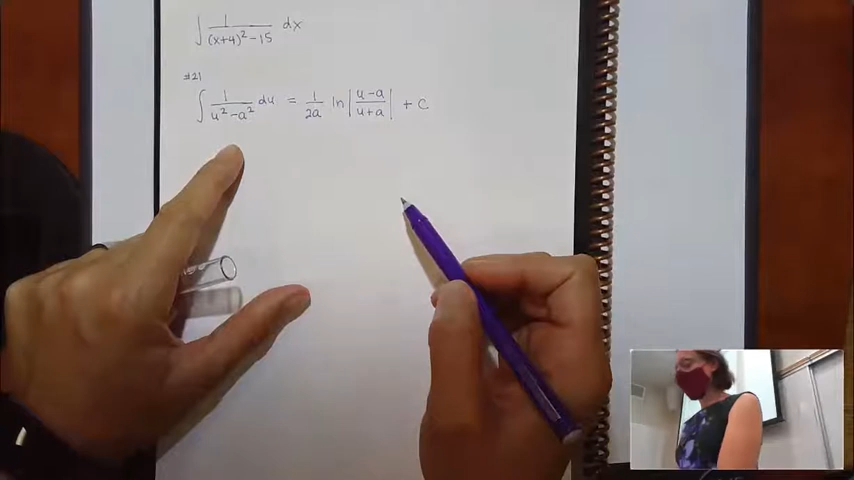 ∫ 1/((x+4)² - 15) dx
#21
∫ 1/(u² - a²) du = 1/2a ln |(u-a)/(u+a)| + C